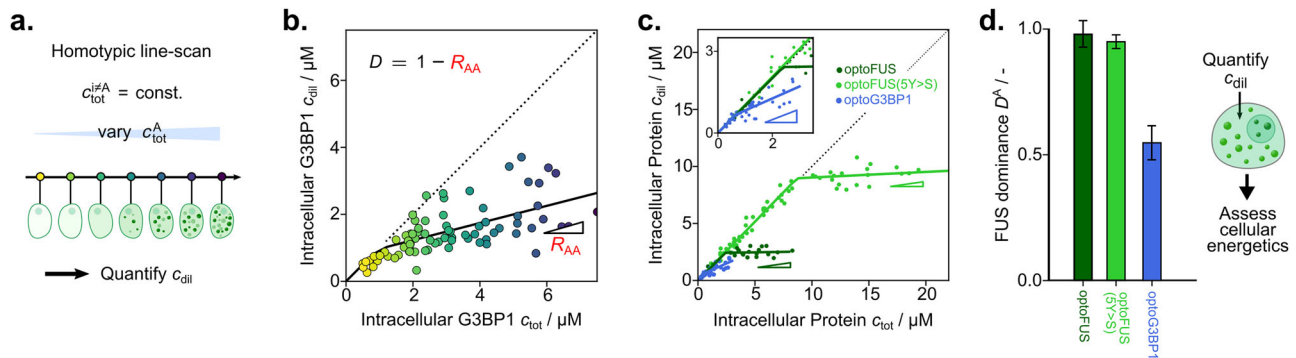 a.
Homotypic line-scan
c_tot^{i≠A} = const.
vary c_tot^A
Quantify c_dil
b.
D = 1 − R_AA
Intracellular G3BP1 c_dil / μM
6
4
2
0
0 2 4 6
R_AA
Intracellular G3BP1 c_tot / μM
c.
Intracellular Protein c_dil / μM
20
15
10
5
0
0 5 10 15 20
3
0
0 2
optoFUS
optoFUS(5Y>S)
optoG3BP1
Intracellular Protein c_tot / μM
d.
FUS dominance D^A / -
1.0
0.5
0.0
optoFUS
optoFUS
(5Y>S)
optoG3BP1
Quantify
c_dil
Assess
cellular
energetics